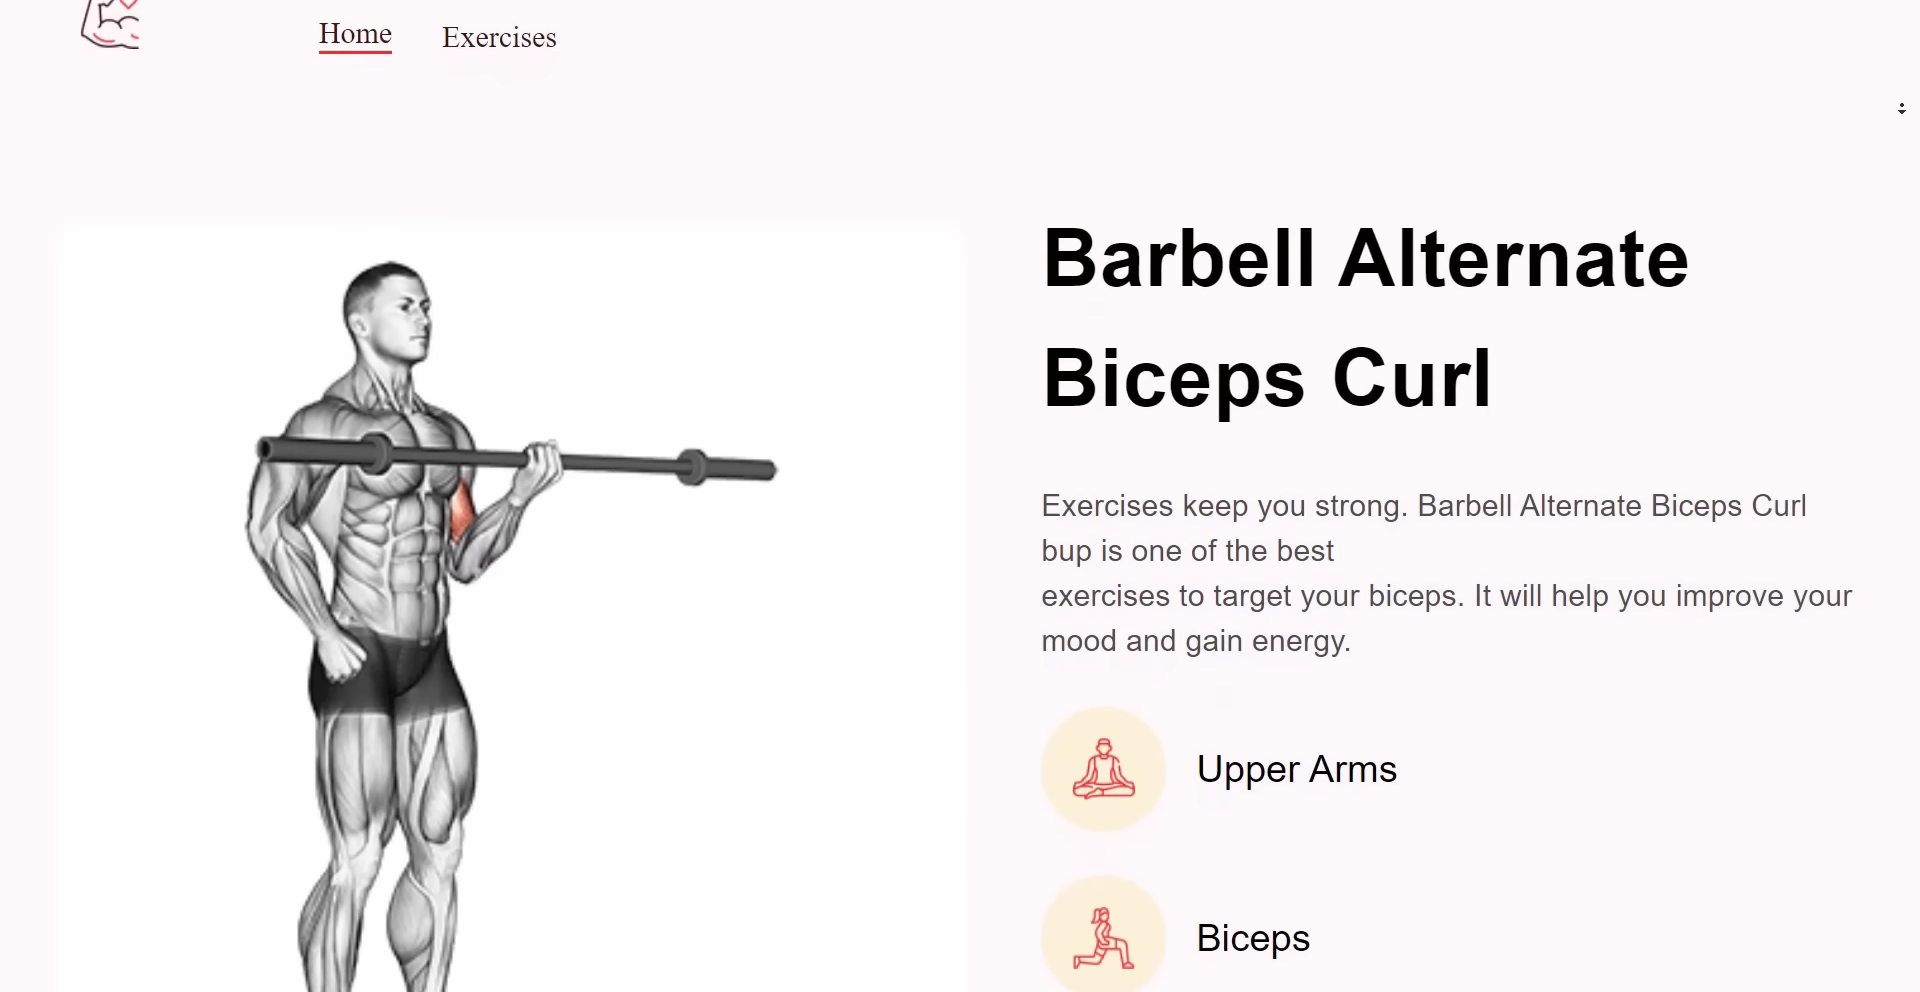 Home Exercises
Barbell Alternate
Biceps Curl
Exercises keep you strong. Barbell Alternate Biceps Curl
bup is one of the best
exercises to target your biceps. It will help you improve your
mood and gain energy.
Upper Arms
Biceps